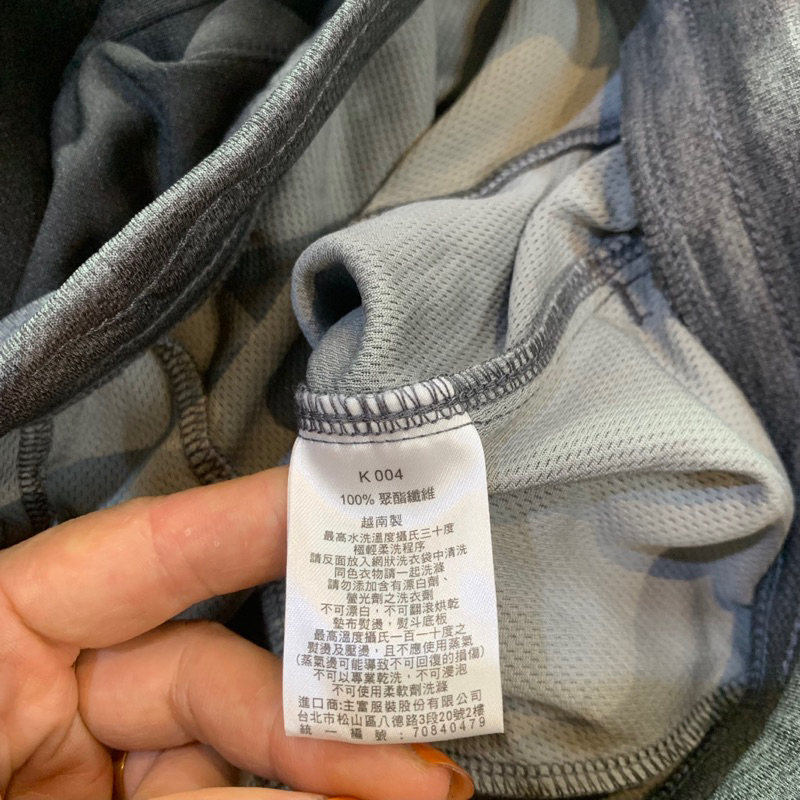 K 004
100% 聚酯纖維
越南製
最高水洗溫度攝氏三十度
極輕柔洗程序
請反面放入網狀洗衣袋中清洗
同色衣物請一起洗滌
請勿添加含有漂白劑、
螢光劑之洗衣劑
不可漂白，不可翻滾烘乾
墊布熨燙，熨斗底板
最高溫度攝氏一百一十度之
熨燙及壓燙，且不應使用蒸氣
(蒸氣燙可能導致不可回復的損傷)
不可以專業乾洗，不可浸泡
不可使用柔軟劑洗滌
進口商:主富服裝股份有限公司
台北市松山區八德路3段20號2樓
統一編號:70840479